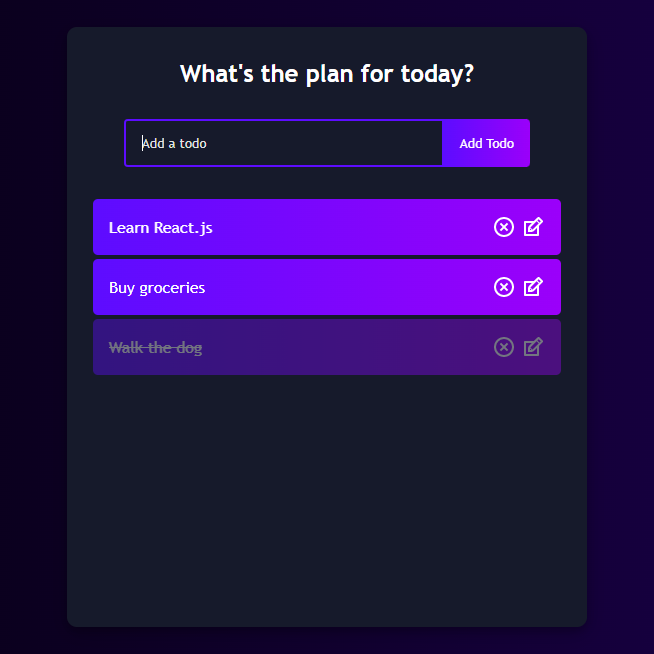 What's the plan for today?
Add a todo
Add Todo
Learn React.js
Buy groceries
Walk the dog